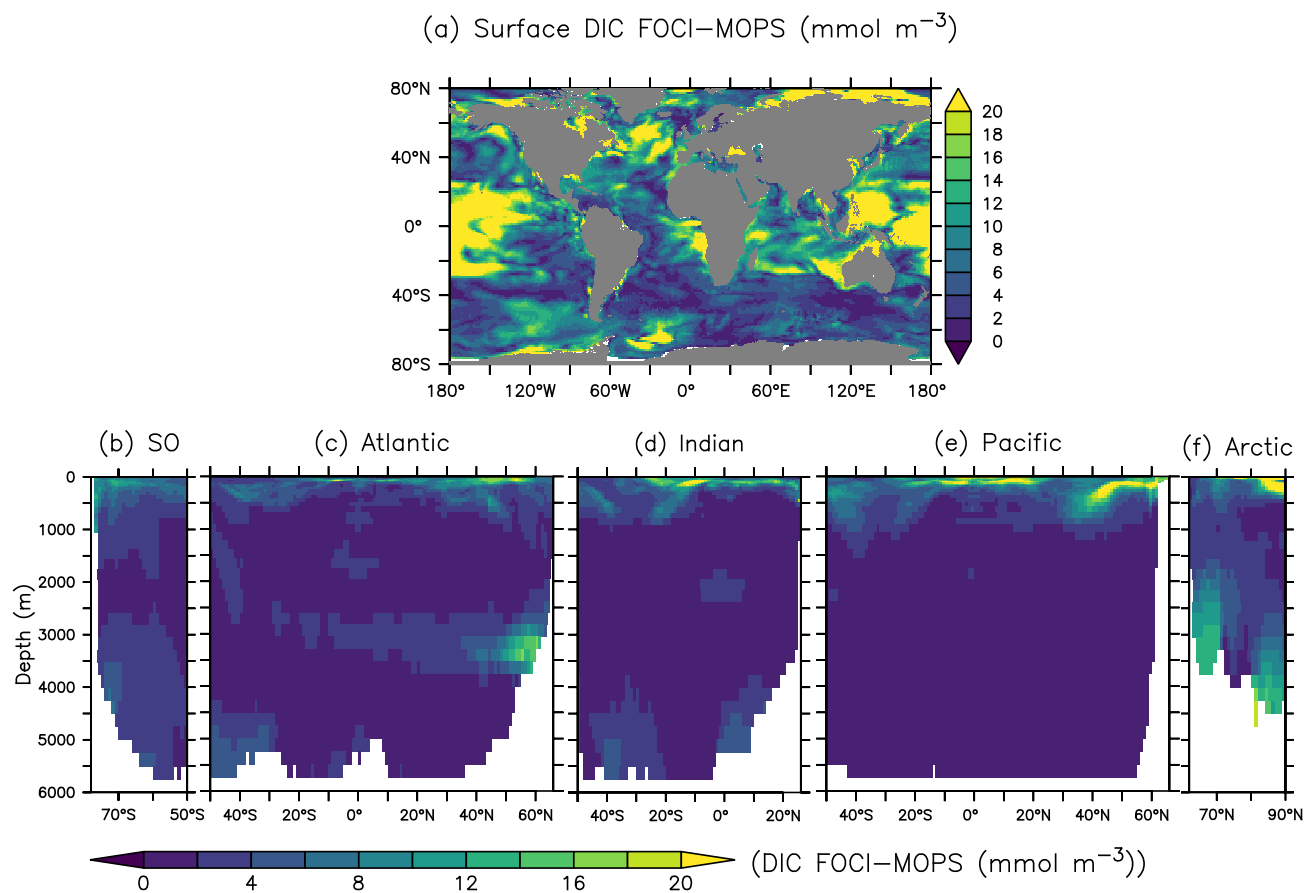 (a) Surface DIC FOCI−MOPS (mmol m⁻³)
80°N
40°N
0°
40°S
80°S
180° 120°W 60°W 0° 60°E 120°E 180°
20
18
16
14
12
10
8
6
4
2
0
(b) SO (c) Atlantic (d) Indian (e) Pacific (f) Arctic
Depth (m)
0
1000
2000
3000
4000
5000
6000
70°S 50°S 40°S 20°S 0° 20°N 40°N 60°N 40°S 20°S 0° 20°N 40°S 20°S 0° 20°N 40°N 60°N 70°N 90°N
0 4 8 12 16 20
(DIC FOCI−MOPS (mmol m⁻³))